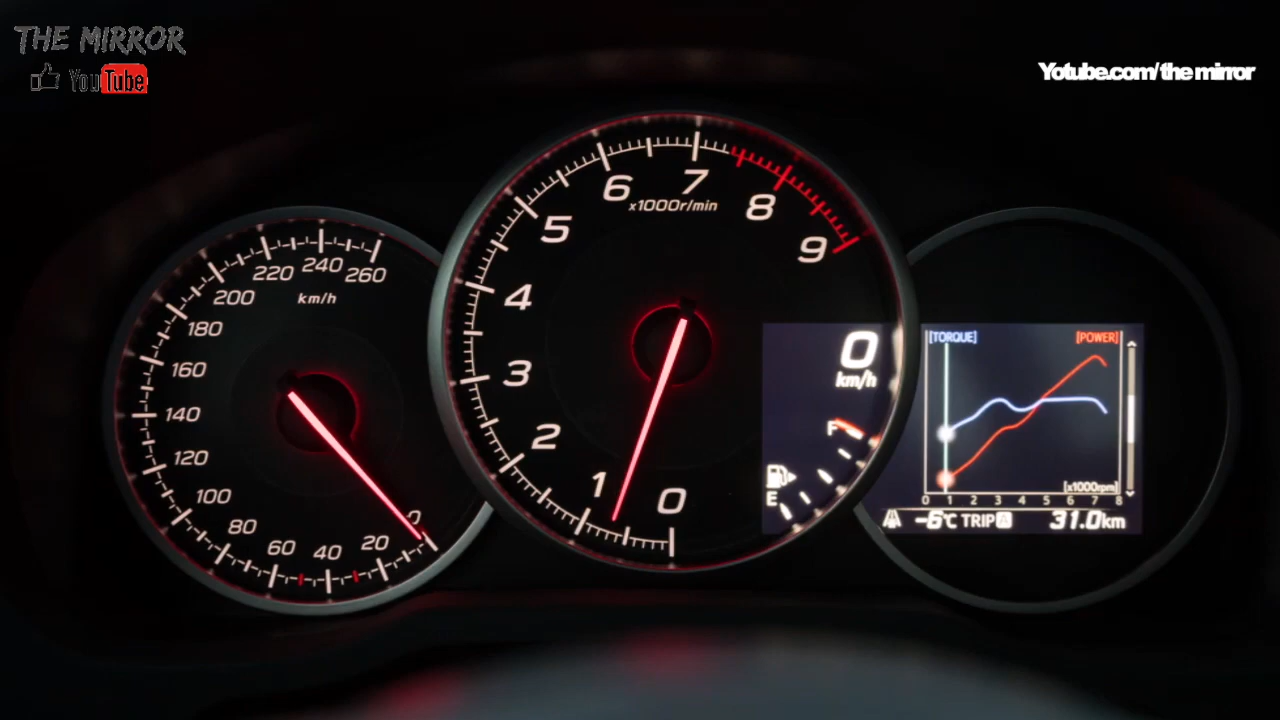 THE MIRROR
YouTube
Yotube.com/the mirror
0
20
40
60
80
100
120
140
160
180
200
220
240
260
km/h
0
1
2
3
4
5
6
7
8
9
x1000r/min
0
km/h
F
E
[TORQUE] [POWER]
[x1000rpm]
0 1 2 3 4 5 6 7 8
-6°C TRIP A 31.0km